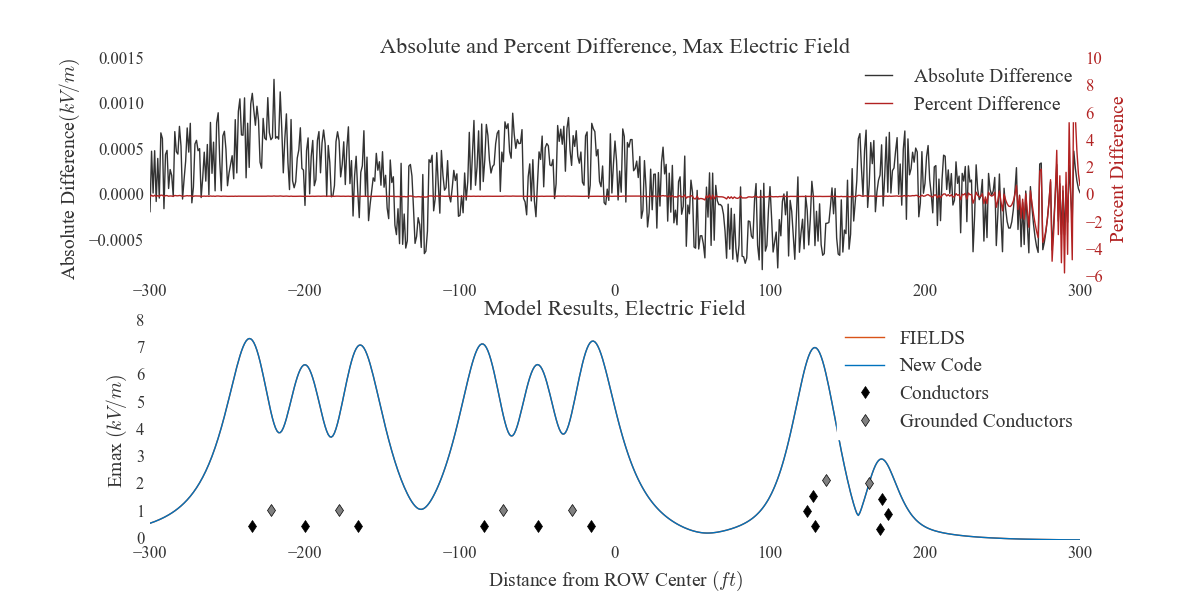 Absolute and Percent Difference, Max Electric Field
Absolute Difference(kV/m)
0.0015
0.0010
0.0005
0.0000
−0.0005
Absolute Difference
Percent Difference
10
8
6
4
2
0
−2
−4
−6
Percent Difference
−300 −200 −100 0 100 200 300
Model Results, Electric Field
Emax (kV/m)
8
7
6
5
4
3
2
1
0
FIELDS
New Code
Conductors
Grounded Conductors
−300 −200 −100 0 100 200 300
Distance from ROW Center (ft)